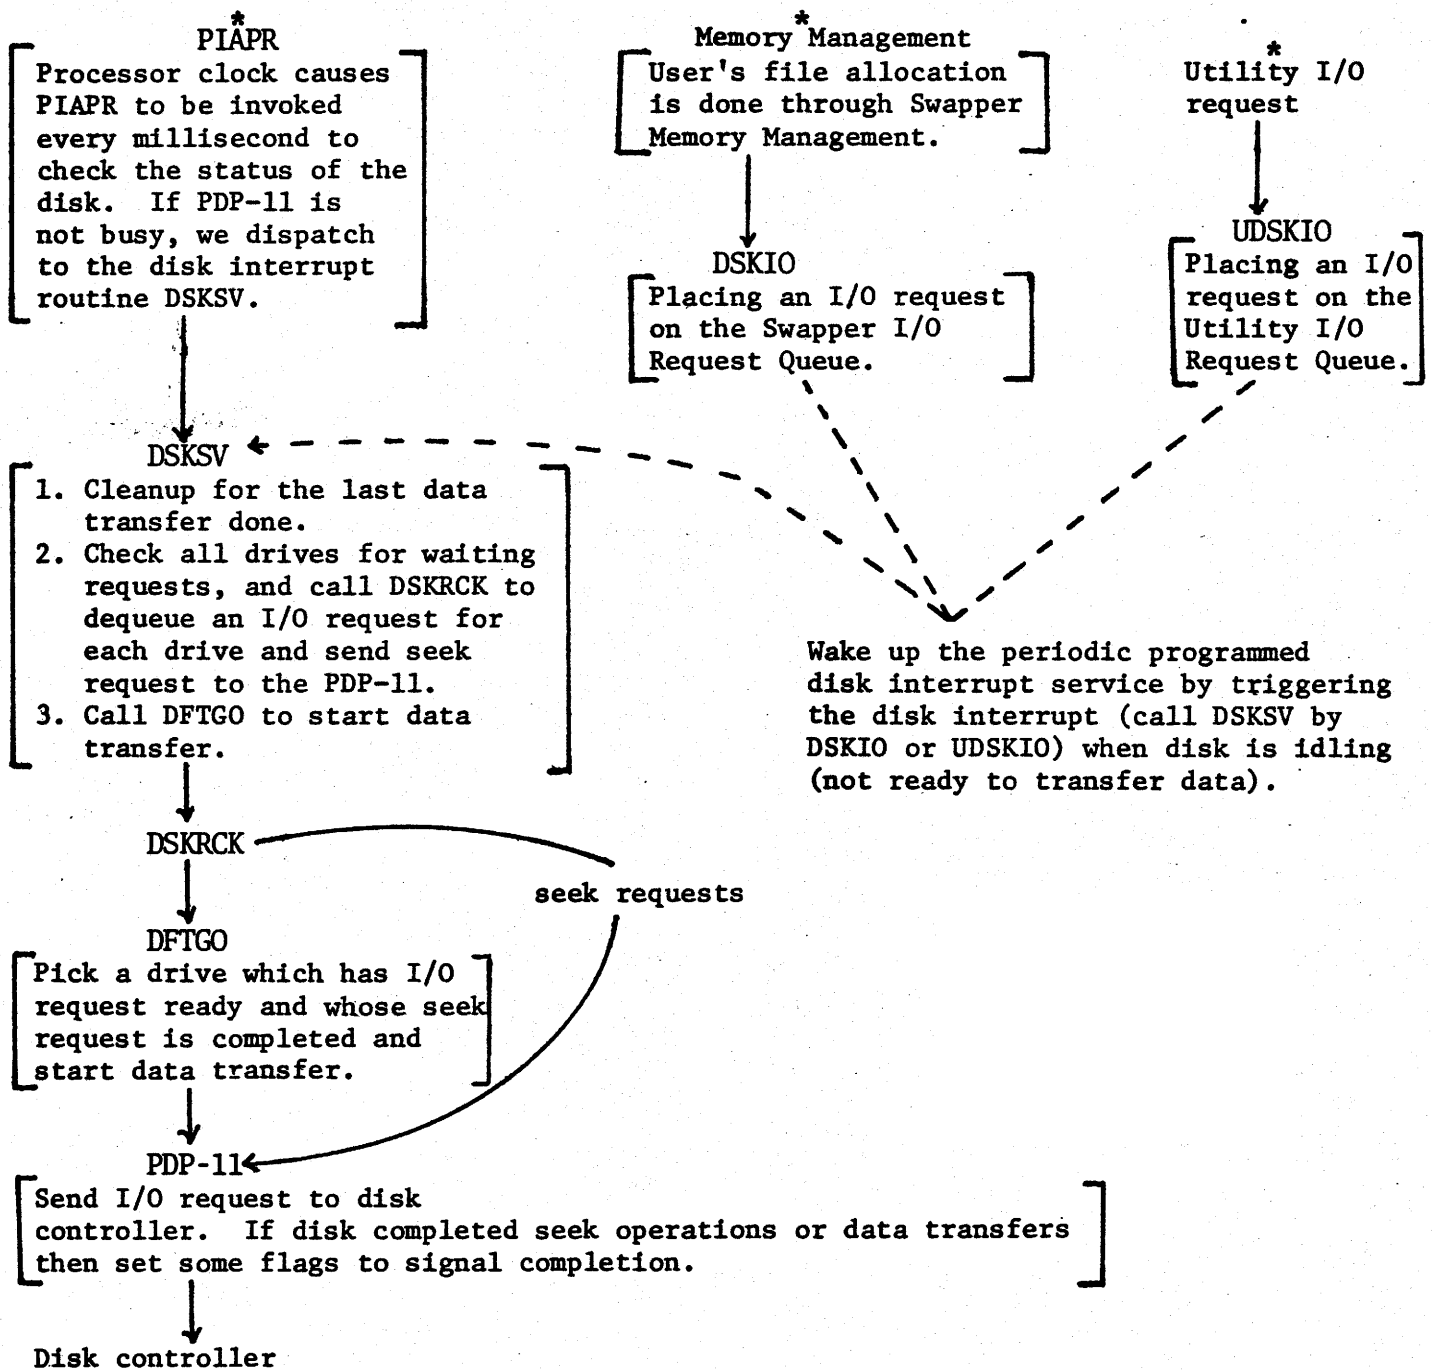 *
PIAPR
Processor clock causes
PIAPR to be invoked
every millisecond to
check the status of the
disk.  If PDP-11 is
not busy, we dispatch
to the disk interrupt
routine DSKSV.
*
Memory Management
User's file allocation
is done through Swapper
Memory Management.
*
Utility I/O
request
DSKIO
Placing an I/O request
on the Swapper I/O
Request Queue.
UDSKIO
Placing an I/O
request on the
Utility I/O
Request Queue.
DSKSV
1. Cleanup for the last data
transfer done.
2. Check all drives for waiting
requests, and call DSKRCK to
dequeue an I/O request for
each drive and send seek
request to the PDP-11.
3. Call DFTGO to start data
transfer.
Wake up the periodic programmed
disk interrupt service by triggering
the disk interrupt (call DSKSV by
DSKIO or UDSKIO) when disk is idling
(not ready to transfer data).
DSKRCK
seek requests
DFTGO
Pick a drive which has I/O
request ready and whose seek
request is completed and
start data transfer.
PDP-11
Send I/O request to disk
controller.  If disk completed seek operations or data transfers
then set some flags to signal completion.
Disk controller